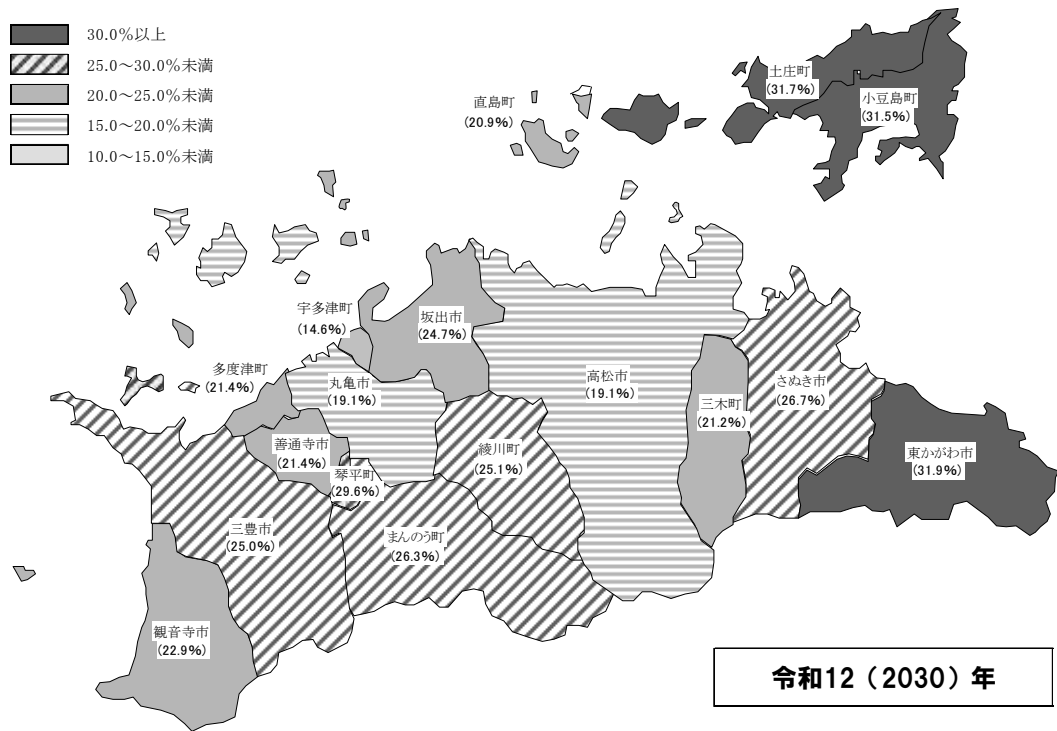 30.0%以上
25.0～30.0%未満
20.0～25.0%未満
15.0～20.0%未満
10.0～15.0%未満
土庄町
(31.7%)
小豆島町
(31.5%)
直島町
(20.9%)
宇多津町
(14.6%)
坂出市
(24.7%)
多度津町
(21.4%)
丸亀市
(19.1%)
高松市
(19.1%)
三木町
(21.2%)
さぬき市
(26.7%)
東かがわ市
(31.9%)
善通寺市
(21.4%)
琴平町
(29.6%)
綾川町
(25.1%)
三豊市
(25.0%)
まんのう町
(26.3%)
観音寺市
(22.9%)
令和12（2030）年